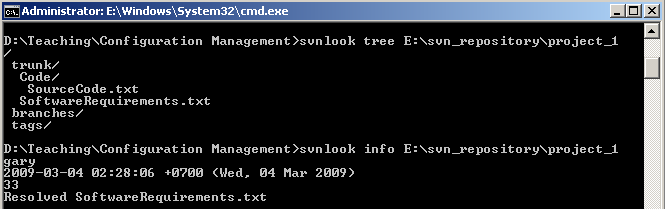 Administrator: E:\Windows\System32\cmd.exe
D:\Teaching\Configuration Management>svnlook tree E:\svn_repository\project_1
/
 trunk/
  Code/
   SourceCode.txt
  SoftwareRequirements.txt
 branches/
 tags/
D:\Teaching\Configuration Management>svnlook info E:\svn_repository\project_1
gary
2009-03-04 02:28:06 +0700 (Wed, 04 Mar 2009)
33
Resolved SoftwareRequirements.txt